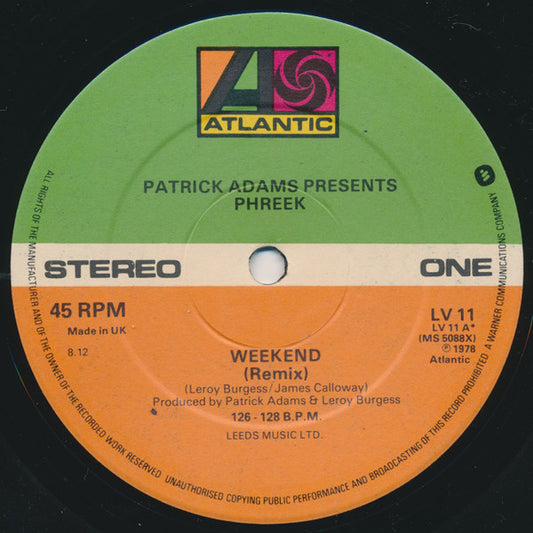 ATLANTIC
PATRICK ADAMS PRESENTS
PHREEK
STEREO
ONE
45 RPM
Made in UK
8.12
LV 11
LV 11 A*
(MS 5088X)
℗ 1978
Atlantic
WEEKEND
(Remix)
(Leroy Burgess/James Calloway)
Produced by Patrick Adams & Leroy Burgess
126 - 128 B.P.M.
LEEDS MUSIC LTD.
ALL RIGHTS OF THE MANUFACTURER AND OF THE OWNER OF THE RECORDED WORK RESERVED UNAUTHORISED COPYING PUBLIC PERFORMANCE AND BROADCASTING OF THIS RECORD PROHIBITED A WARNER COMMUNICATIONS COMPANY